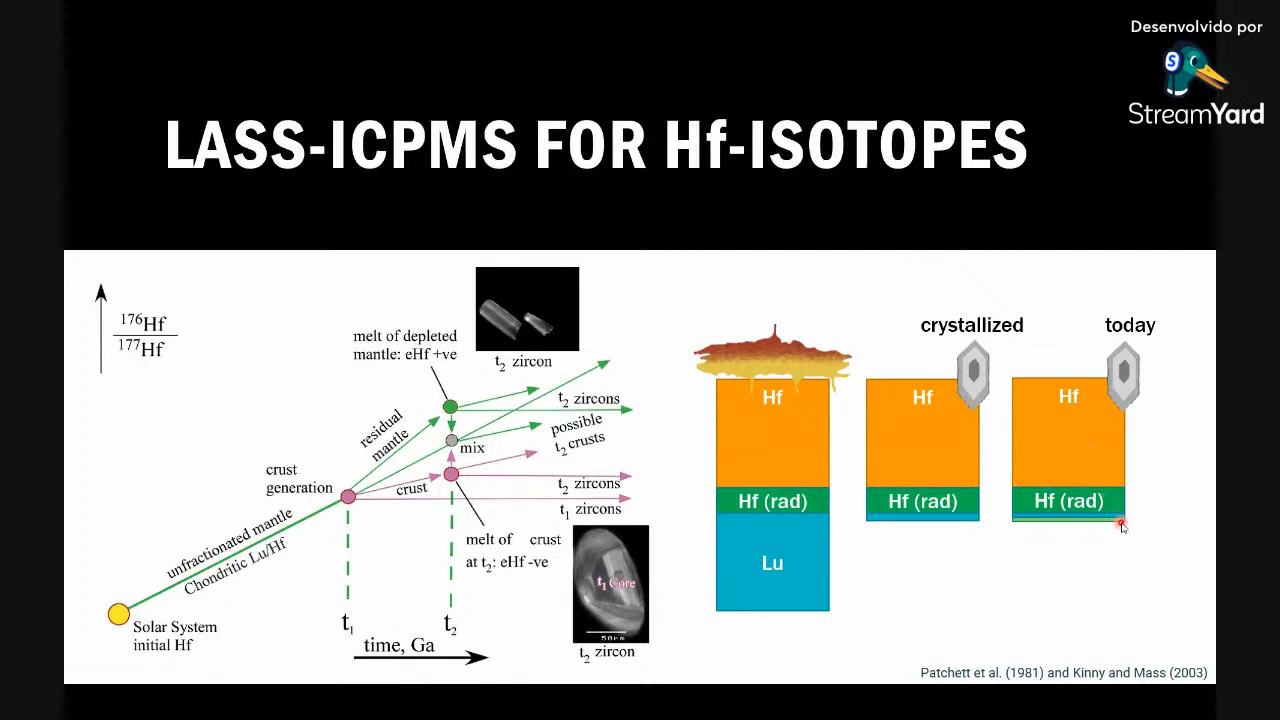 Desenvolvido por
StreamYard
LASS-ICPMS FOR Hf-ISOTOPES
176Hf
177Hf
melt of depleted
mantle: eHf +ve
t2 zircon
residual
mantle
t2 zircons
possible
t2 crusts
mix
crust
generation
crust
t2 zircons
t1 zircons
unfractionated mantle
Chondritic Lu/Hf
melt of crust
at t2: eHf -ve
t1 Core
50µm
t2 zircon
Solar System
initial Hf
t1
t2
time, Ga
crystallized
today
Hf
Hf
Hf
Hf (rad)
Hf (rad)
Hf (rad)
Lu
Patchett et al. (1981) and Kinny and Mass (2003)